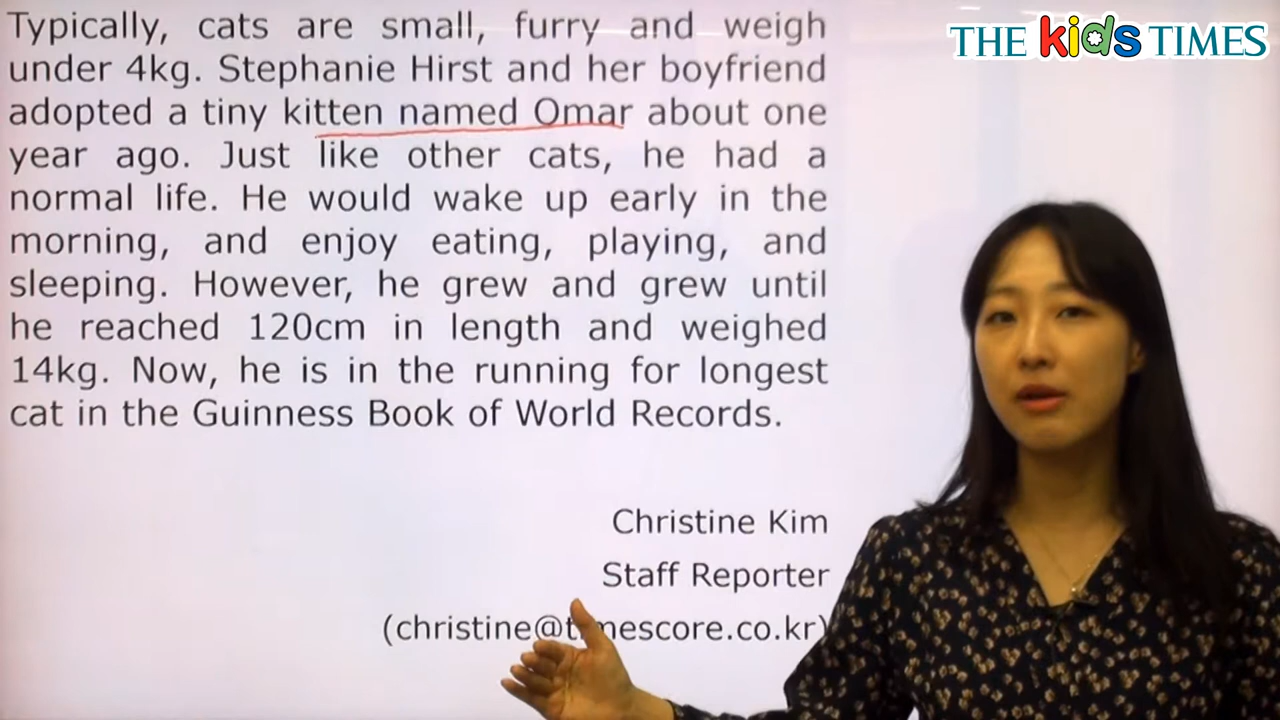 THE kids TIMES
Typically, cats are small, furry and weigh
under 4kg. Stephanie Hirst and her boyfriend
adopted a tiny kitten named Omar about one
year ago. Just like other cats, he had a
normal life. He would wake up early in the
morning, and enjoy eating, playing, and
sleeping. However, he grew and grew until
he reached 120cm in length and weighed
14kg. Now, he is in the running for longest
cat in the Guinness Book of World Records.
Christine Kim
Staff Reporter
(christine@timescore.co.kr)